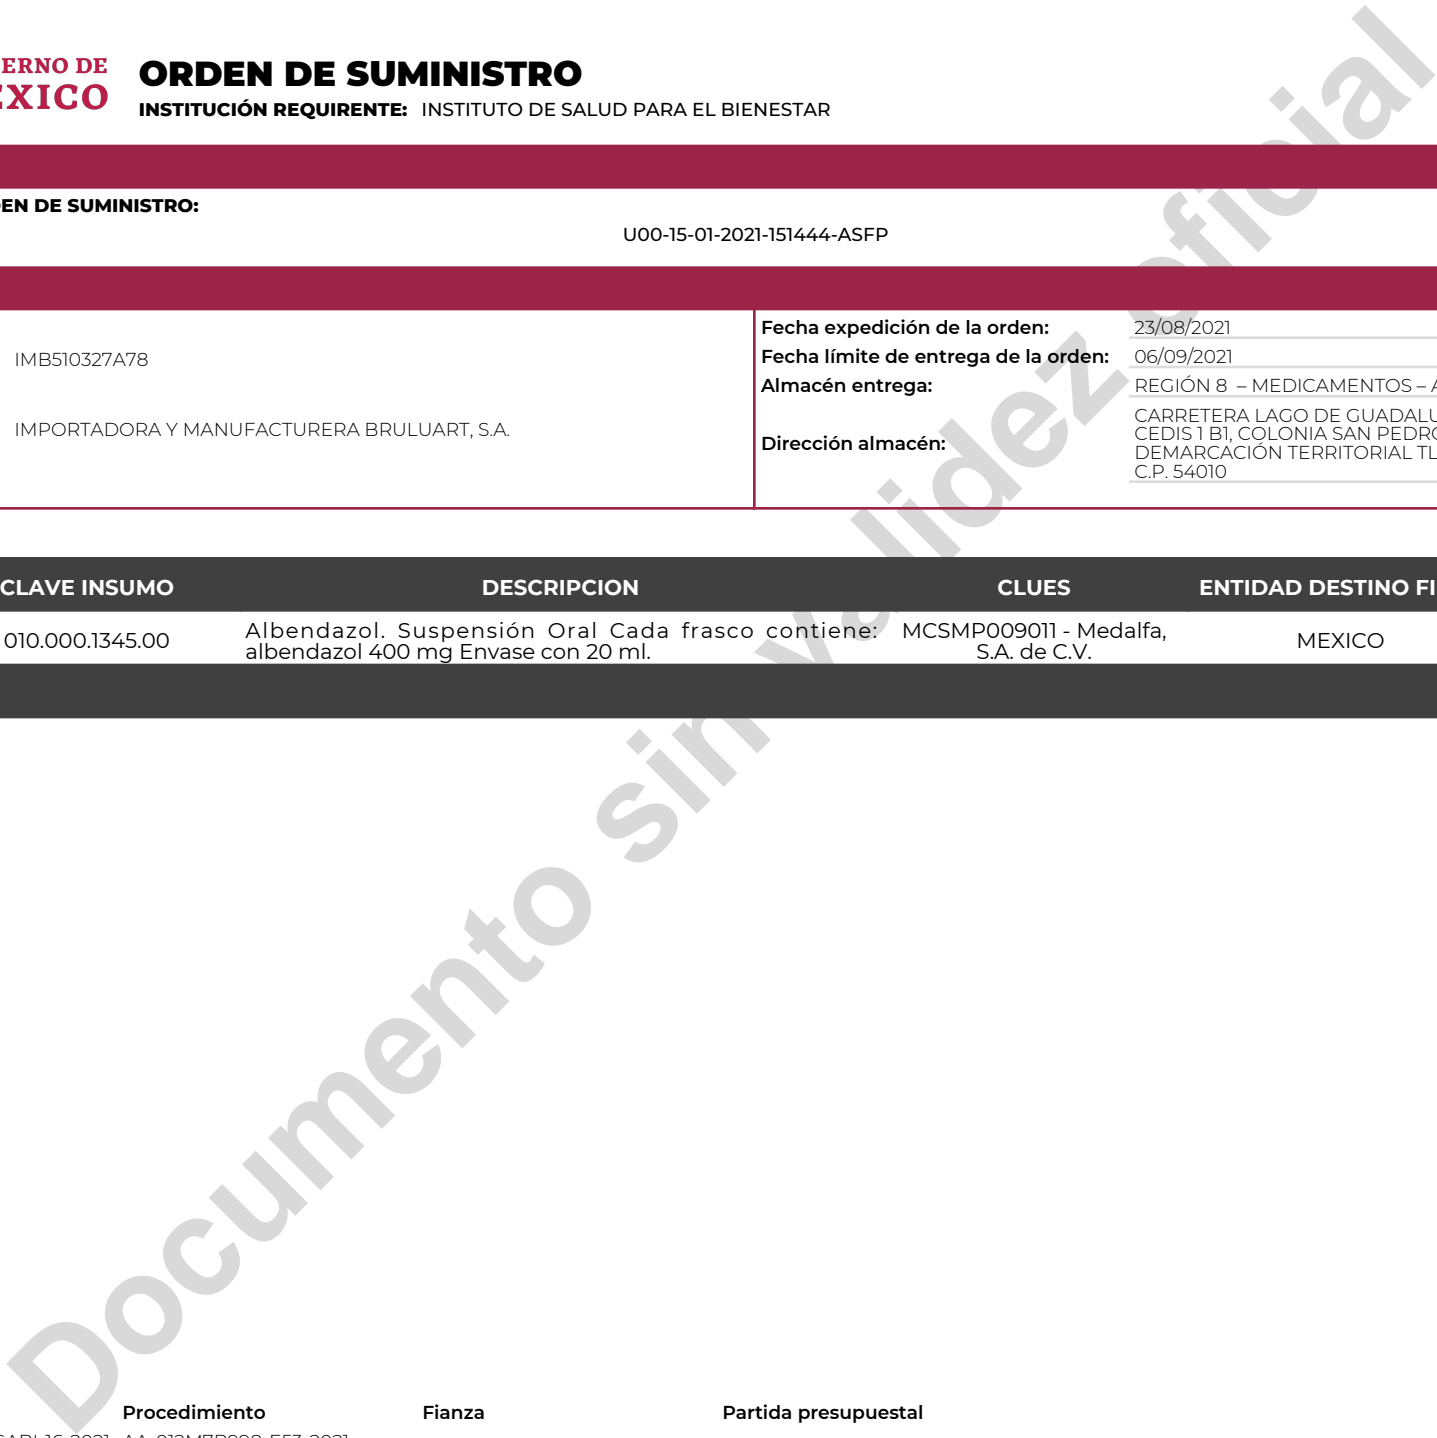 ERNO DE
ORDEN DE SUMINISTRO
INSTITUCIÓN REQUIRENTE: INSTITUTO DE SALUD PARA EL BIENESTAR
EN DE SUMINISTRO:
U00-15-01-2021-151444-ASFP
IMB510327A78
IMPORTADORA Y MANUFACTURERA BRULUART, S.A.
Fecha expedición de la orden: 23/08/2021
Fecha límite de entrega de la orden: 06/09/2021
Almacén entrega: REGIÓN 8 – MEDICAMENTOS –
Dirección almacén: CARRETERA LAGO DE GUADALU
CEDIS 1 B1, COLONIA SAN PEDRO
DEMARCACIÓN TERRITORIAL TL
C.P. 54010
CLAVE INSUMO DESCRIPCION CLUES ENTIDAD DESTINO FI
010.000.1345.00 Albendazol. Suspensión Oral Cada frasco contiene: MCSMP009011 - Medalfa, MEXICO
albendazol 400 mg Envase con 20 ml. S.A. de C.V.
Documento sin validez oficial
Procedimiento Fianza Partida presupuestal